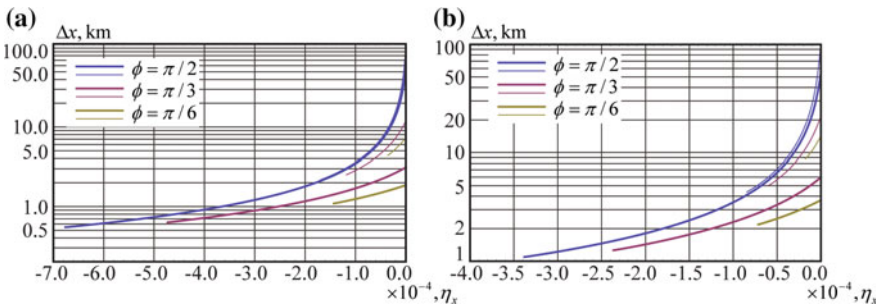 (a)
Δx, km
100.0
50.0
10.0
5.0
1.0
0.5
ϕ = π / 2
ϕ = π / 3
ϕ = π / 6
-7.0 -6.0 -5.0 -4.0 -3.0 -2.0 -1.0 0.0
×10⁻⁴, ηₓ
(b)
Δx, km
100
50
20
10
5
2
1
ϕ = π / 2
ϕ = π / 3
ϕ = π / 6
-4.0 -3.5 -3.0 -2.5 -2.0 -1.5 -1.0 -0.5 0.0
×10⁻⁴, ηₓ